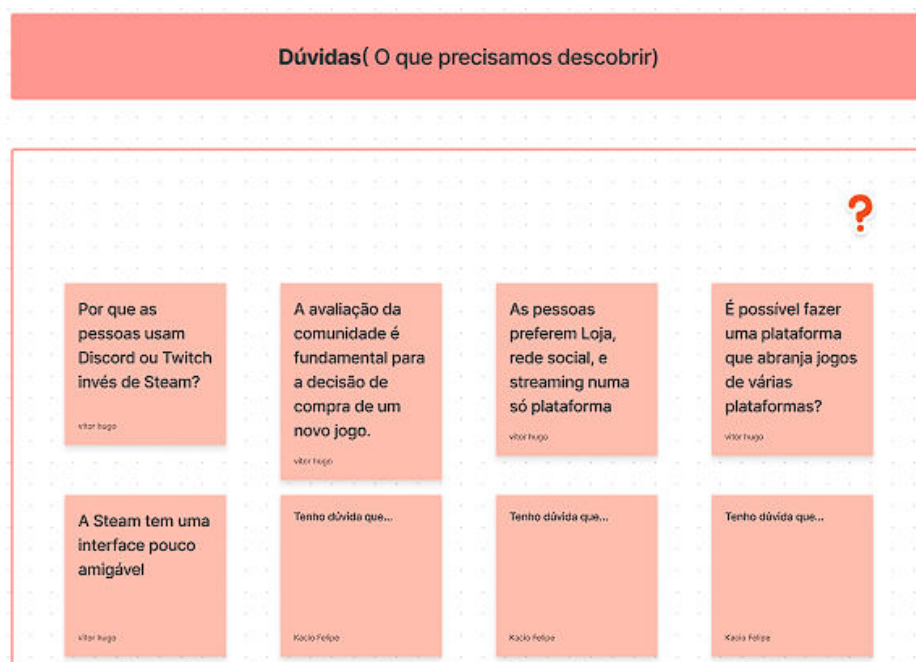 Dúvidas( O que precisamos descobrir)
?
Por que as
pessoas usam
Discord ou Twitch
invés de Steam?
vitor hugo
A avaliação da
comunidade é
fundamental para
a decisão de
compra de um
novo jogo.
vitor hugo
As pessoas
preferem Loja,
rede social, e
streaming numa
só plataforma
vitor hugo
É possível fazer
uma plataforma
que abranja jogos
de várias
plataformas?
vitor hugo
A Steam tem uma
interface pouco
amigável
vitor hugo
Tenho dúvida que...
Kacio Felipe
Tenho dúvida que...
Kacio Felipe
Tenho dúvida que...
Kacio Felipe